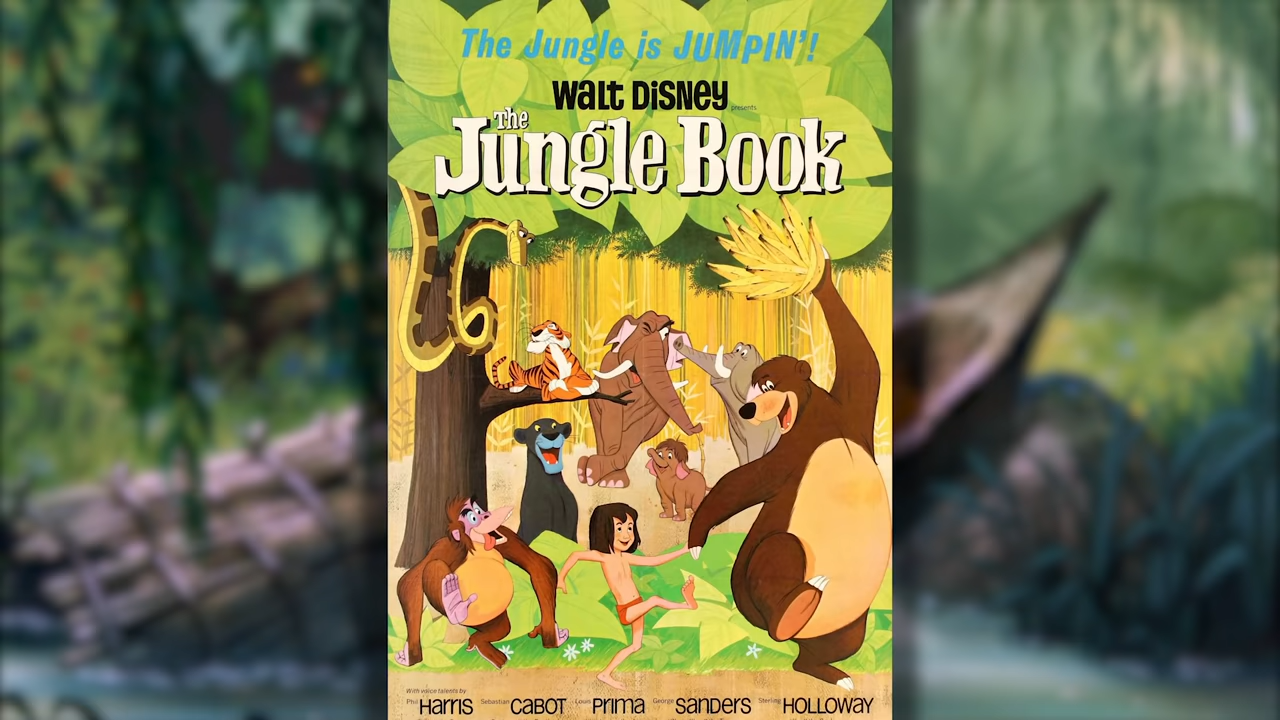 The Jungle is JUMPIN'!
WALT DiSNEY presents
The
Jungle Book
With voice talents by
Phil HARRIS Sebastian CABOT Louis PRIMA George SANDERS Sterling HOLLOWAY